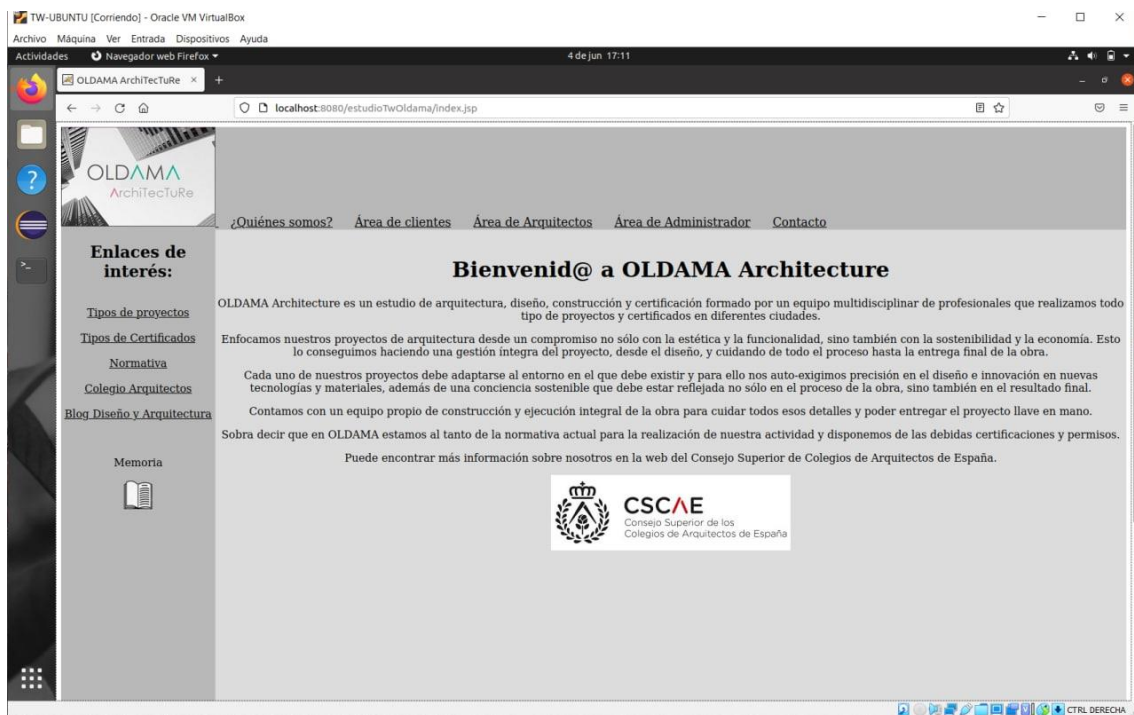 TW-UBUNTU [Corriendo] - Oracle VM VirtualBox
Archivo Máquina Ver Entrada Dispositivos Ayuda
Actividades Navegador web Firefox 4 de jun 17:11
OLDAMA ArchiTecTuRe
localhost:8080/estudioTwOldama/index.jsp
OLDAMA
ArchiTecTuRe
¿Quiénes somos? Área de clientes Área de Arquitectos Área de Administrador Contacto
Enlaces de
interés:
Tipos de proyectos
Tipos de Certificados
Normativa
Colegio Arquitectos
Blog Diseño y Arquitectura
Memoria
Bienvenid@ a OLDAMA Architecture
OLDAMA Architecture es un estudio de arquitectura, diseño, construcción y certificación formado por un equipo multidisciplinar de profesionales que realizamos todo
tipo de proyectos y certificados en diferentes ciudades.
Enfocamos nuestros proyectos de arquitectura desde un compromiso no sólo con la estética y la funcionalidad, sino también con la sostenibilidad y la economía. Esto
lo conseguimos haciendo una gestión íntegra del proyecto, desde el diseño, y cuidando de todo el proceso hasta la entrega final de la obra.
Cada uno de nuestros proyectos debe adaptarse al entorno en el que debe existir y para ello nos auto-exigimos precisión en el diseño e innovación en nuevas
tecnologías y materiales, además de una conciencia sostenible que debe estar reflejada no sólo en el proceso de la obra, sino también en el resultado final.
Contamos con un equipo propio de construcción y ejecución integral de la obra para cuidar todos esos detalles y poder entregar el proyecto llave en mano.
Sobra decir que en OLDAMA estamos al tanto de la normativa actual para la realización de nuestra actividad y disponemos de las debidas certificaciones y permisos.
Puede encontrar más información sobre nosotros en la web del Consejo Superior de Colegios de Arquitectos de España.
CSCAE
Consejo Superior de los
Colegios de Arquitectos de España
CTRL DERECHA